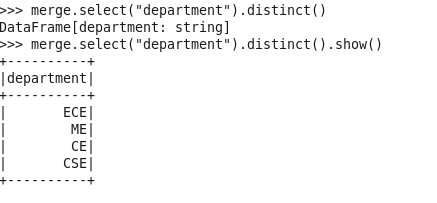 >>> merge.select("department").distinct()
DataFrame[department: string]
>>> merge.select("department").distinct().show()
+----------+
|department|
+----------+
|       ECE|
|        ME|
|        CE|
|       CSE|
+----------+